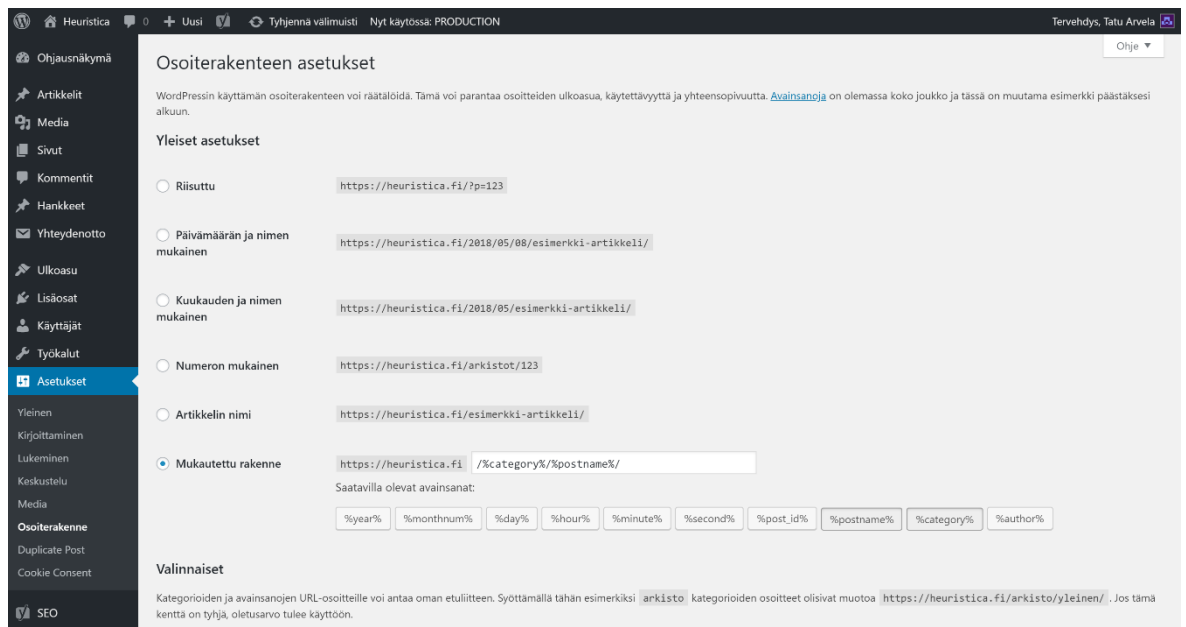 Heuristica 0 Uusi Tyhjennä välimuisti Nyt käytössä: PRODUCTION Tervehdys, Tatu Arvela
Ohje ▼
Ohjausnäkymä
Artikkelit
Media
Sivut
Kommentit
Hankkeet
Yhteydenotto
Ulkoasu
Lisäosat
Käyttäjät
Työkalut
Asetukset
Yleinen
Kirjoittaminen
Lukeminen
Keskustelu
Media
Osoiterakenne
Duplicate Post
Cookie Consent
SEO
Osoiterakenteen asetukset
WordPressin käyttämän osoiterakenteen voi räätälöidä. Tämä voi parantaa osoitteiden ulkoasua, käytettävyyttä ja yhteensopivuutta. Avainsanoja on olemassa koko joukko ja tässä on muutama esimerkki päästäksesi
alkuun.
Yleiset asetukset
Riisuttu https://heuristica.fi/?p=123
Päivämäärän ja nimen
mukainen https://heuristica.fi/2018/05/08/esimerkki-artikkeli/
Kuukauden ja nimen
mukainen https://heuristica.fi/2018/05/esimerkki-artikkeli/
Numeron mukainen https://heuristica.fi/arkistot/123
Artikkelin nimi https://heuristica.fi/esimerkki-artikkeli/
Mukautettu rakenne https://heuristica.fi /%category%/%postname%/
Saatavilla olevat avainsanat:
%year% %monthnum% %day% %hour% %minute% %second% %post_id% %postname% %category% %author%
Valinnaiset
Kategorioiden ja avainsanojen URL-osoitteille voi antaa oman etuliitteen. Syöttämällä tähän esimerkiksi arkisto kategorioiden osoitteet olisivat muotoa https://heuristica.fi/arkisto/yleinen/ . Jos tämä
kenttä on tyhjä, oletusarvo tulee käyttöön.